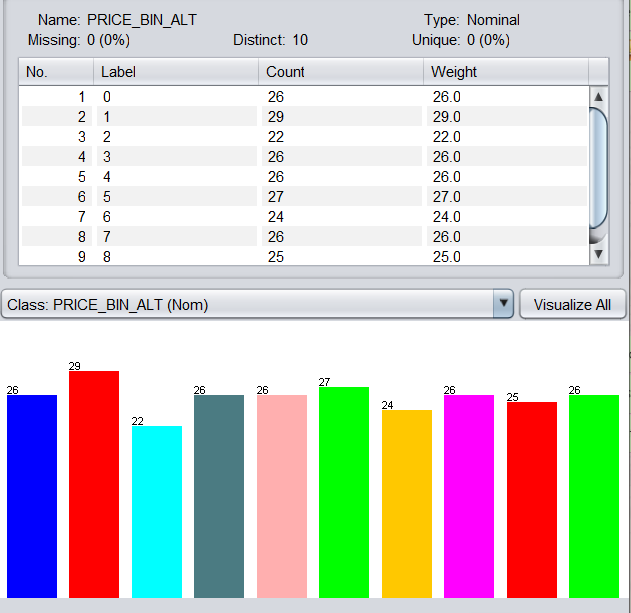 Name: PRICE_BIN_ALT Type: Nominal
Missing: 0 (0%) Distinct: 10 Unique: 0 (0%)
No. Label Count Weight
1 0 26 26.0
2 1 29 29.0
3 2 22 22.0
4 3 26 26.0
5 4 26 26.0
6 5 27 27.0
7 6 24 24.0
8 7 26 26.0
9 8 25 25.0
Class: PRICE_BIN_ALT (Nom) Visualize All
26 29 22 26 26 27 24 26 25 26